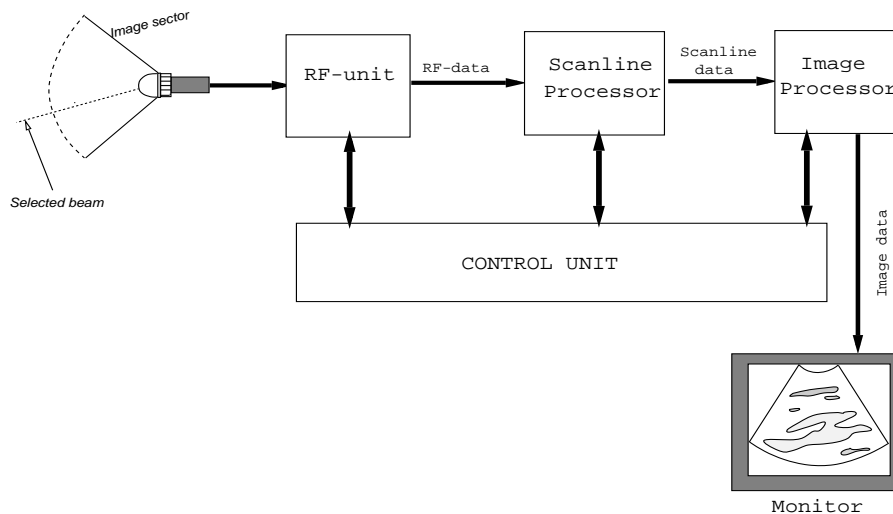 Image sector
RF-unit
RF-data
Scanline
Processor
Scanline
data
Image
Processor
Selected beam
CONTROL UNIT
Image data
Monitor